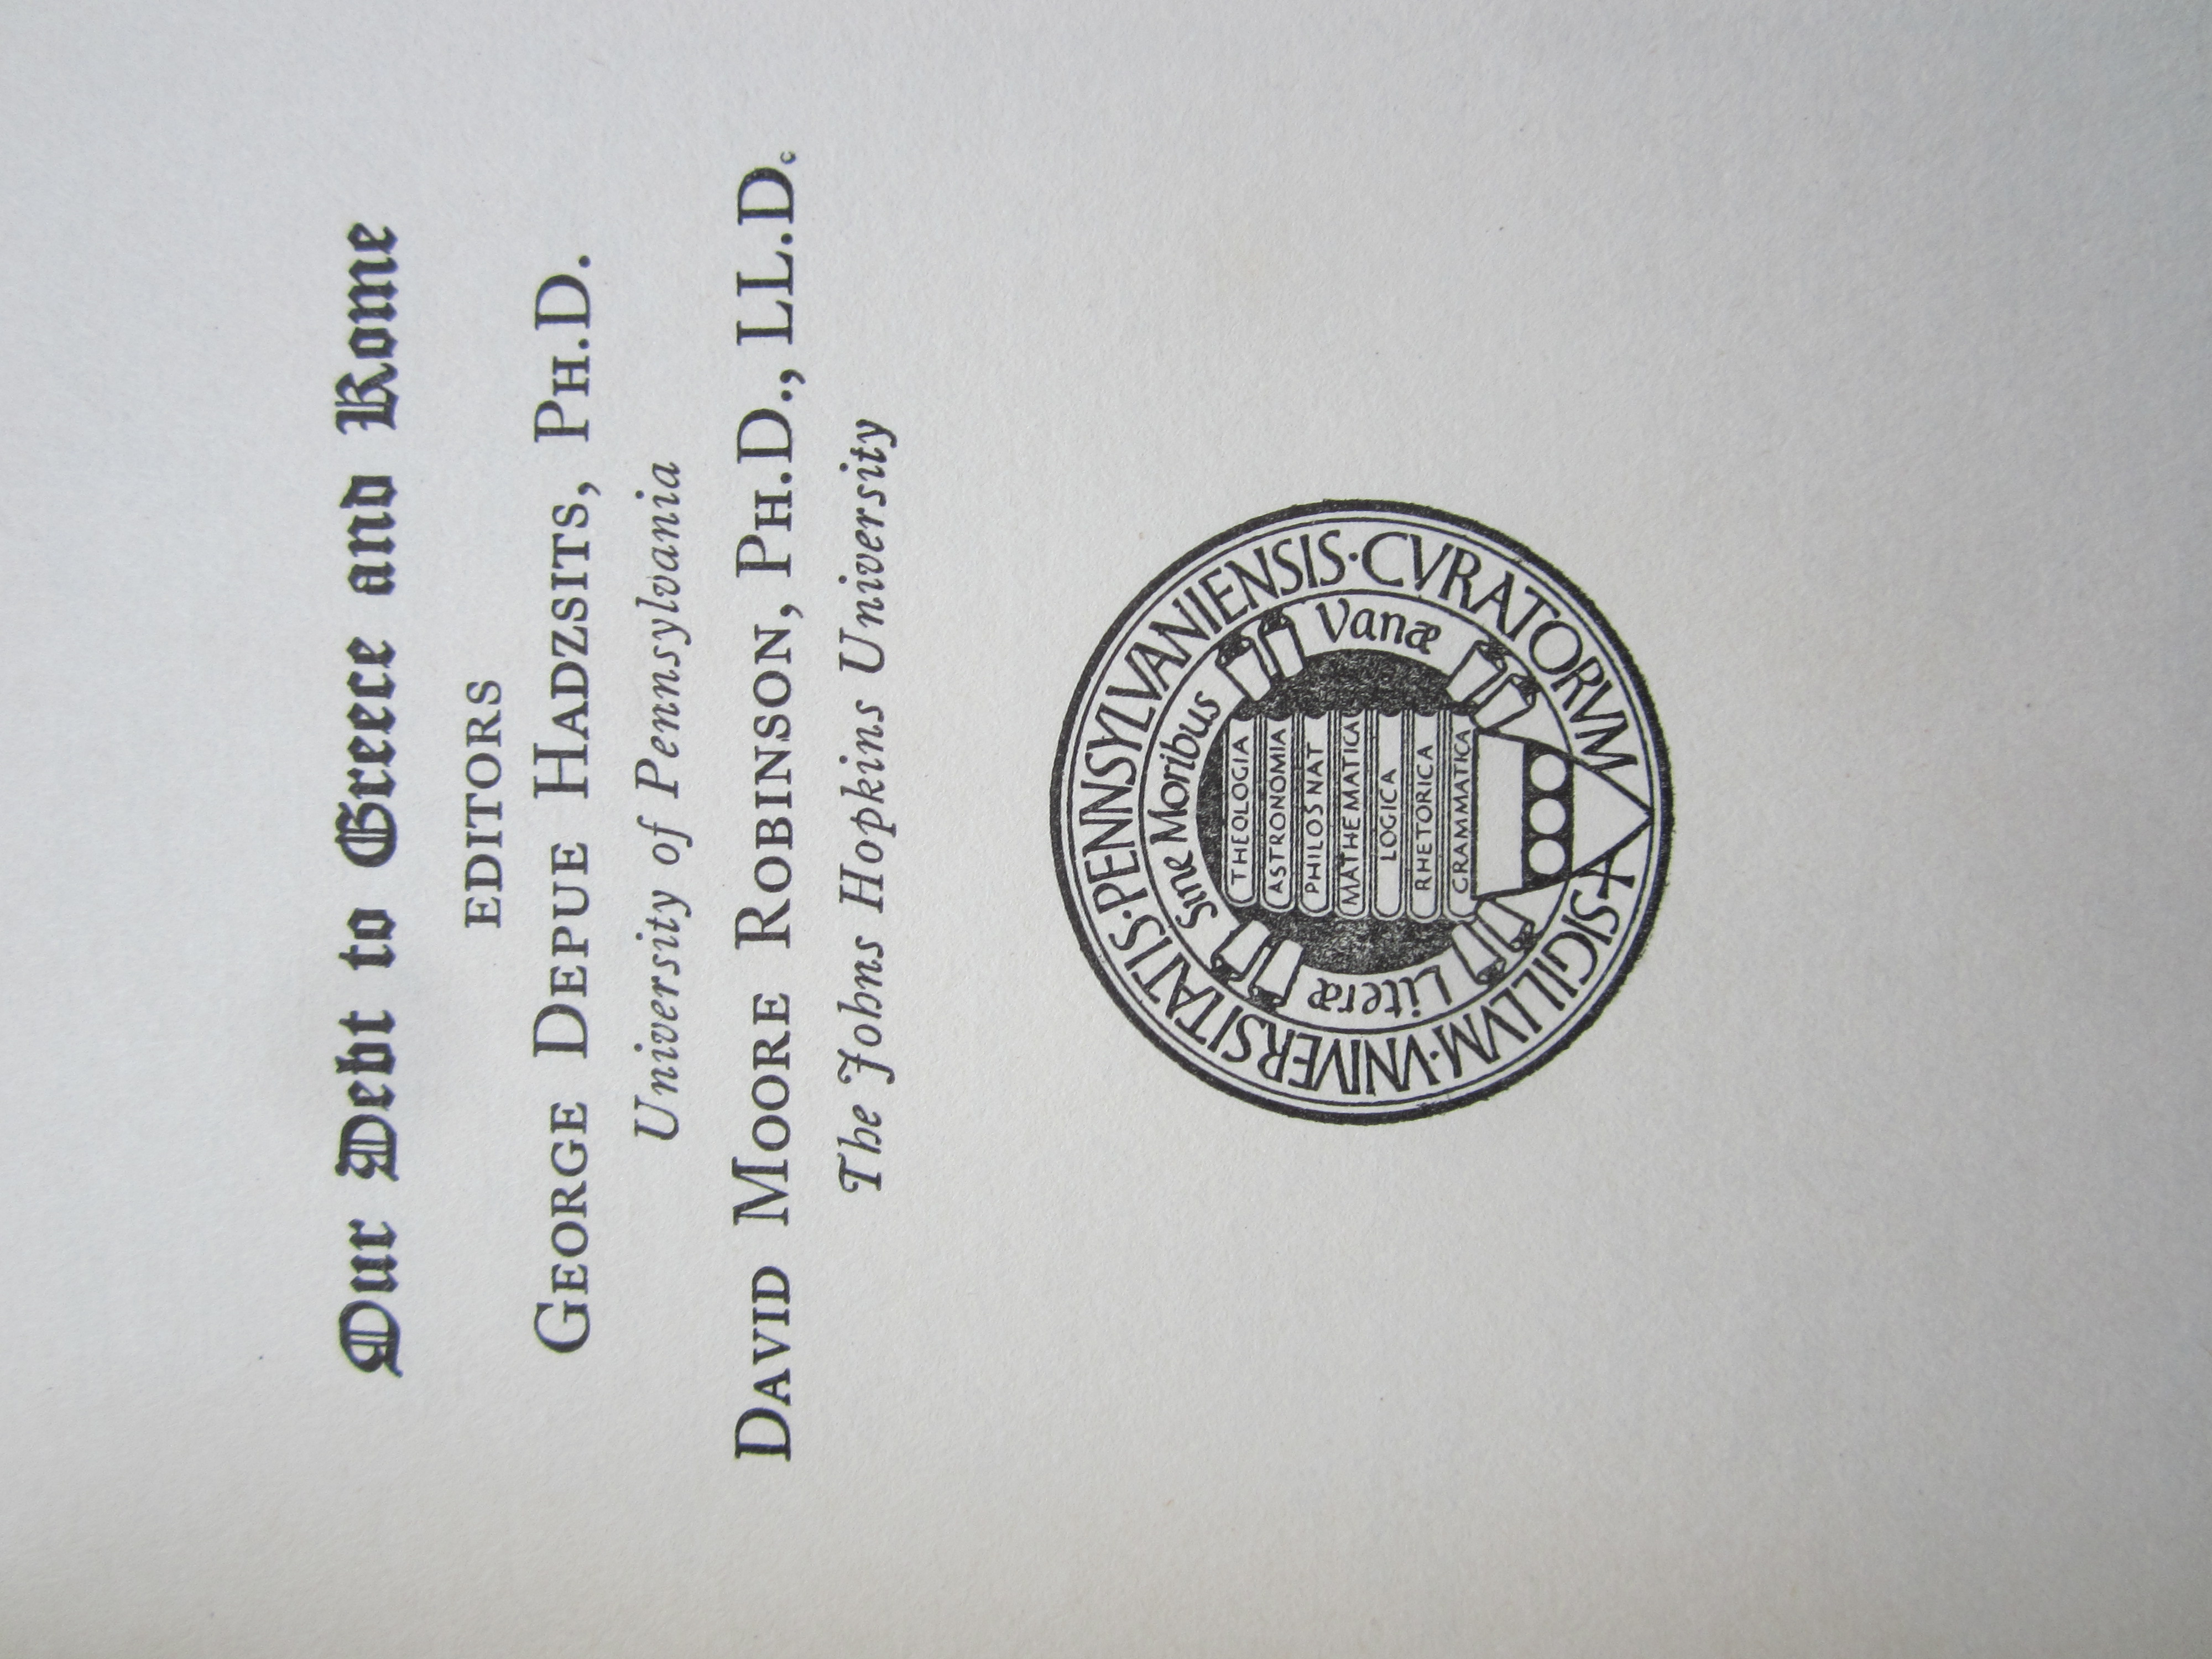 Our Debt to Greece and Rome
EDITORS
GEORGE DEPUE HADZSITS, PH.D.
University of Pennsylvania
DAVID MOORE ROBINSON, PH.D., LL.D.
The Johns Hopkins University
SIGILLVM·VNIVERSITATIS·PENNSYLVANIENSIS·CVRATORVM
Literæ Sine Moribus Vanæ
THEOLOGIA
ASTRONOMIA
PHILOS NAT
MATHEMATICA
LOGICA
RHETORICA
GRAMMATICA